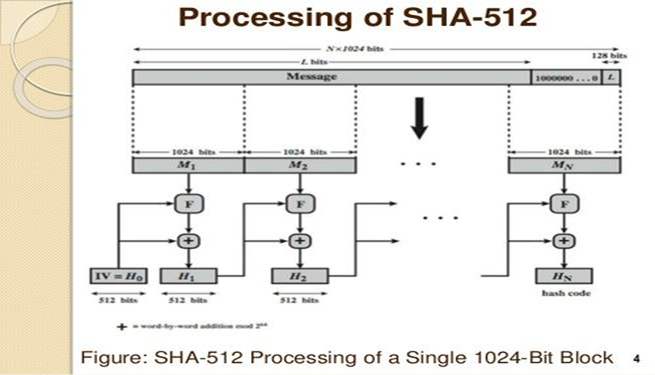 Processing of SHA-512
N×1024 bits
L bits
128 bits
Message 1000000 . . . 0 L
1024 bits 1024 bits 1024 bits
M1 M2 . . . MN
F F F
. . .
+ + +
IV = H0 H1 H2 HN
512 bits 512 bits 512 bits hash code
+ = word-by-word addition mod 2^64
Figure: SHA-512 Processing of a Single 1024-Bit Block 4